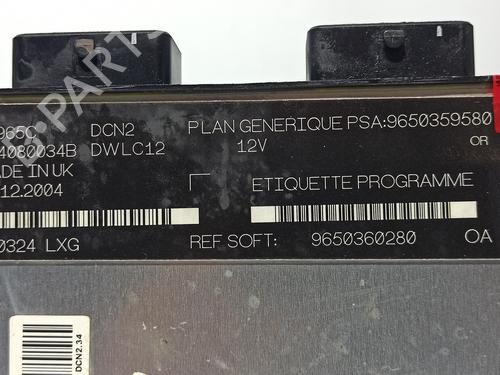 965C DCN2 PLAN GENERIQUE PSA:9650359580
4080034B DWLC12 12V OR
ADE IN UK
.12.2004 ETIQUETTE PROGRAMME
0324 LXG REF SOFT: 9650360280 OA
DCN2.34